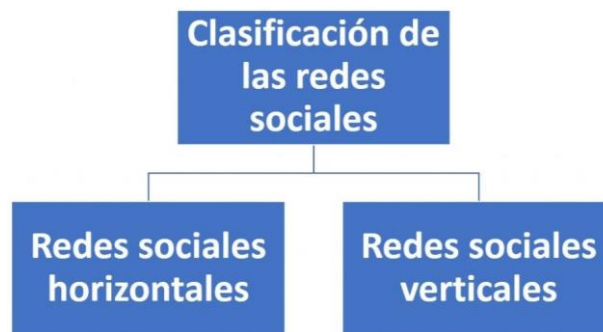 Clasificación de
las redes
sociales
Redes sociales
horizontales
Redes sociales
verticales